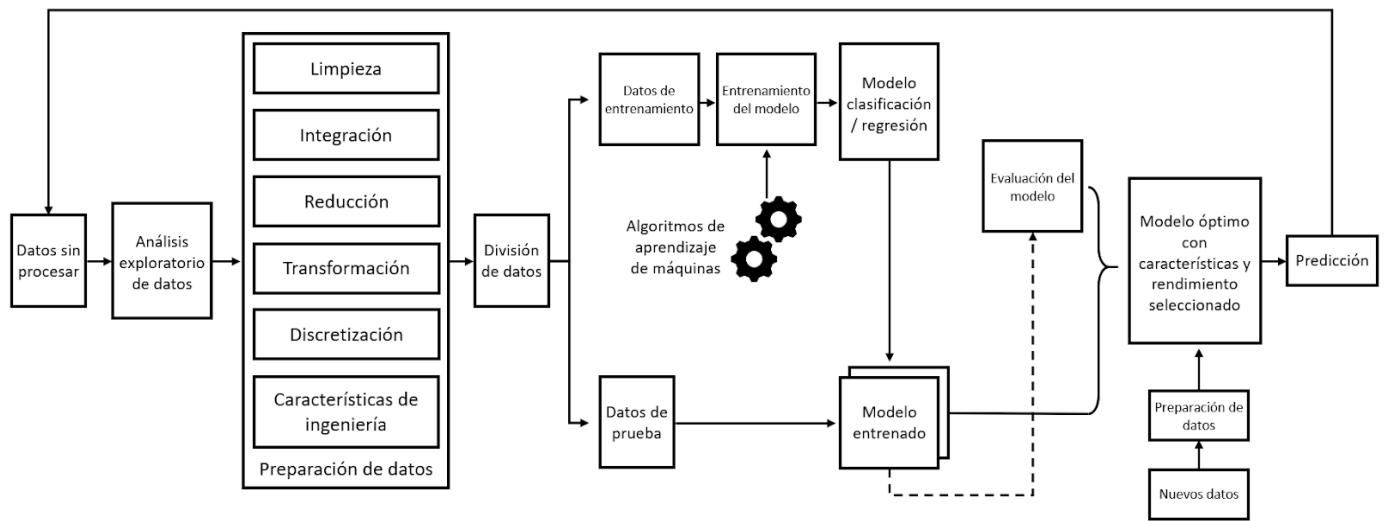 Datos sin
procesar
Análisis
exploratorio
de datos
Limpieza
Integración
Reducción
Transformación
Discretización
Características de
ingeniería
Preparación de datos
División
de datos
Datos de
entrenamiento
Entrenamiento
del modelo
Modelo
clasificación
/ regresión
Algoritmos de
aprendizaje
de máquinas
Datos de
prueba
Modelo
entrenado
Evaluación del
modelo
Modelo óptimo
con
características y
rendimiento
seleccionado
Predicción
Preparación de
datos
Nuevos datos